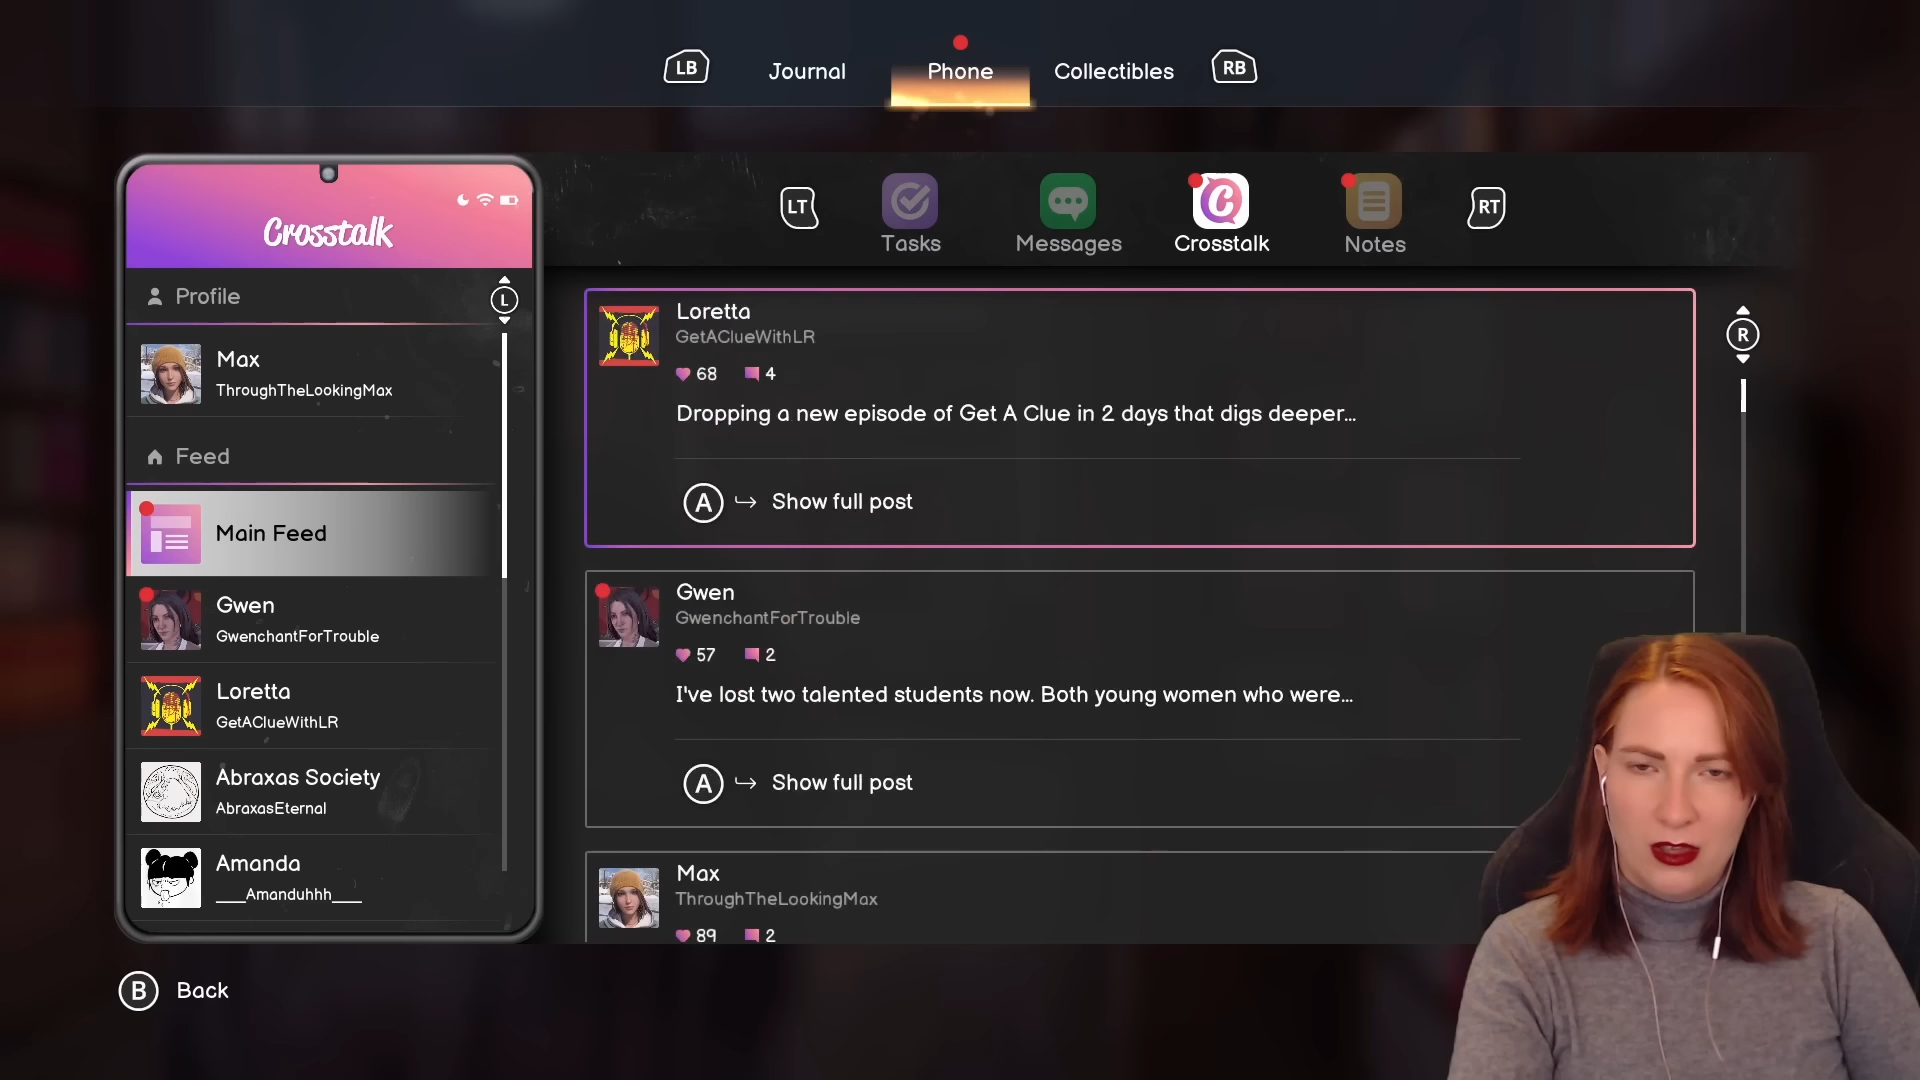 LB
Journal
Phone
Collectibles
RB
Crosstalk
Profile
L
Max
ThroughTheLookingMax
Feed
Main Feed
Gwen
GwenchantForTrouble
Loretta
GetAClueWithLR
Abraxas Society
AbraxasEternal
Amanda
___Amanduhhh___
LT
Tasks
Messages
C
Crosstalk
Notes
RT
Loretta
GetAClueWithLR
68 4
Dropping a new episode of Get A Clue in 2 days that digs deeper...
A Show full post
R
Gwen
GwenchantForTrouble
57 2
I've lost two talented students now. Both young women who were...
A Show full post
Max
ThroughTheLookingMax
89 2
B Back